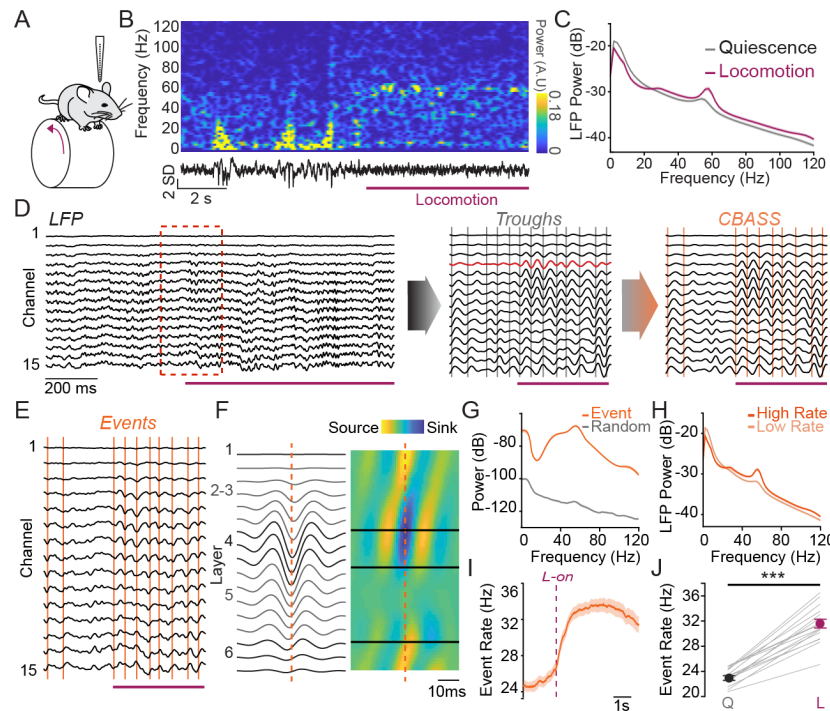 A
B
Frequency (Hz)
120
100
80
60
40
20
0
Power (A.U)
0.18
0
2 SD
2 s
Locomotion
C
LFP Power (dB)
-20
-30
-40
Quiescence
Locomotion
0 20 40 60 80 100 120
Frequency (Hz)
D
LFP
Troughs
CBASS
1
Channel
15
200 ms
E
Events
1
Channel
15
F
Source Sink
1
2-3
4
5
6
Layer
10ms
G
Event
Random
Power (dB)
-80
-100
-120
0 40 80 120
Frequency (Hz)
H
High Rate
Low Rate
LFP Power (dB)
-20
-30
-40
0 40 80 120
Frequency (Hz)
I
L-on
Event Rate (Hz)
36
32
28
24
1s
J
***
Event Rate (Hz)
36
32
28
24
20
Q L